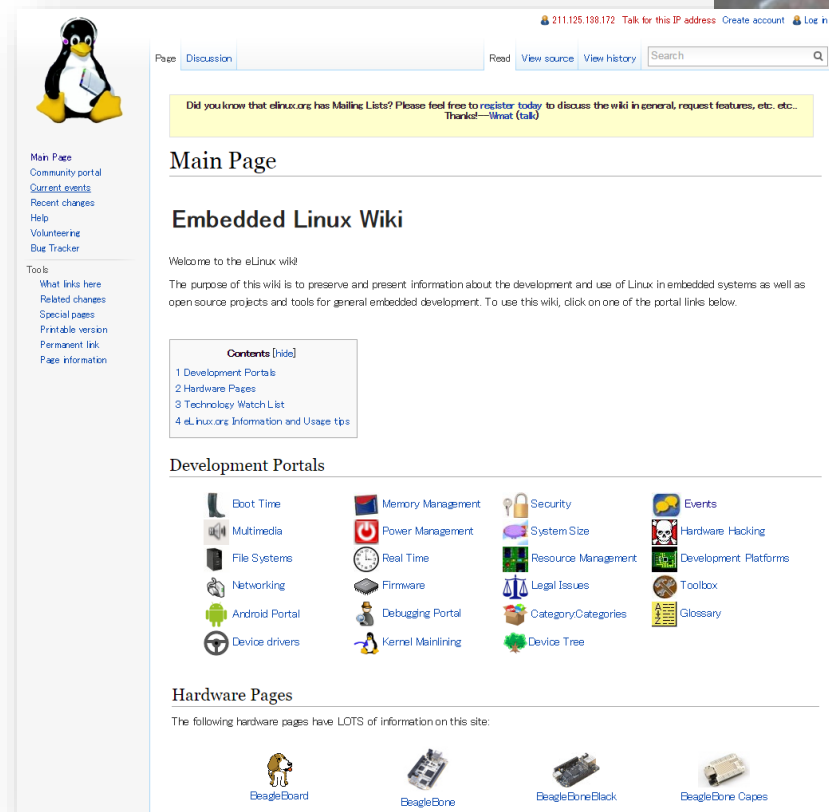 211.125.138.172 Talk for this IP address Create account Log in
Page Discussion Read View source View history Search
Did you know that elinux.org has Mailing Lists? Please feel free to register today to discuss the wiki in general, request features, etc. etc..
Thanks!—Wmat (talk)
Main Page
Community portal
Current events
Recent changes
Help
Volunteering
Bug Tracker
Tools
What links here
Related changes
Special pages
Printable version
Permanent link
Page information
Main Page
Embedded Linux Wiki
Welcome to the eLinux wiki!
The purpose of this wiki is to preserve and present information about the development and use of Linux in embedded systems as well as
open source projects and tools for general embedded development. To use this wiki, click on one of the portal links below.
Contents [hide]
1 Development Portals
2 Hardware Pages
3 Technology Watch List
4 eLinux.org Information and Usage tips
Development Portals
Boot Time Memory Management Security Events
Multimedia Power Management System Size Hardware Hacking
File Systems Real Time Resource Management Development Platforms
Networking Firmware Legal Issues Toolbox
Android Portal Debugging Portal Category:Categories Glossary
Device drivers Kernel Mainlining Device Tree
Hardware Pages
The following hardware pages have LOTS of information on this site:
BeagleBoard BeagleBone BeagleBoneBlack BeagleBone Capes